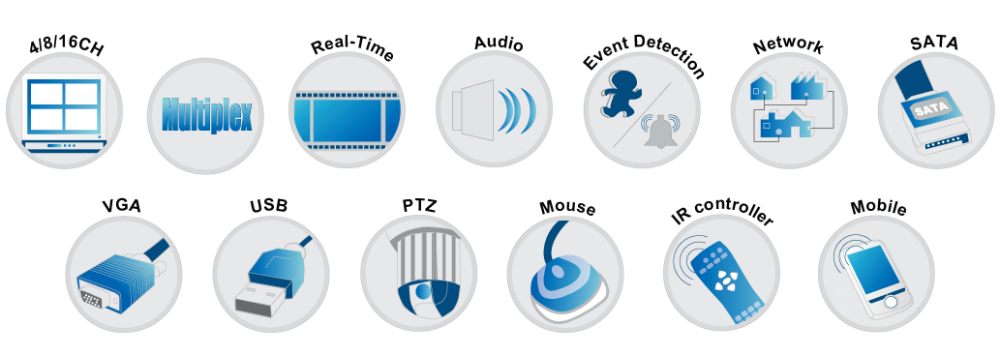 4/8/16CH
Multiplex
Real-Time
Audio
Event Detection
Network
SATA
SATA
VGA
USB
PTZ
Mouse
IR controller
Mobile